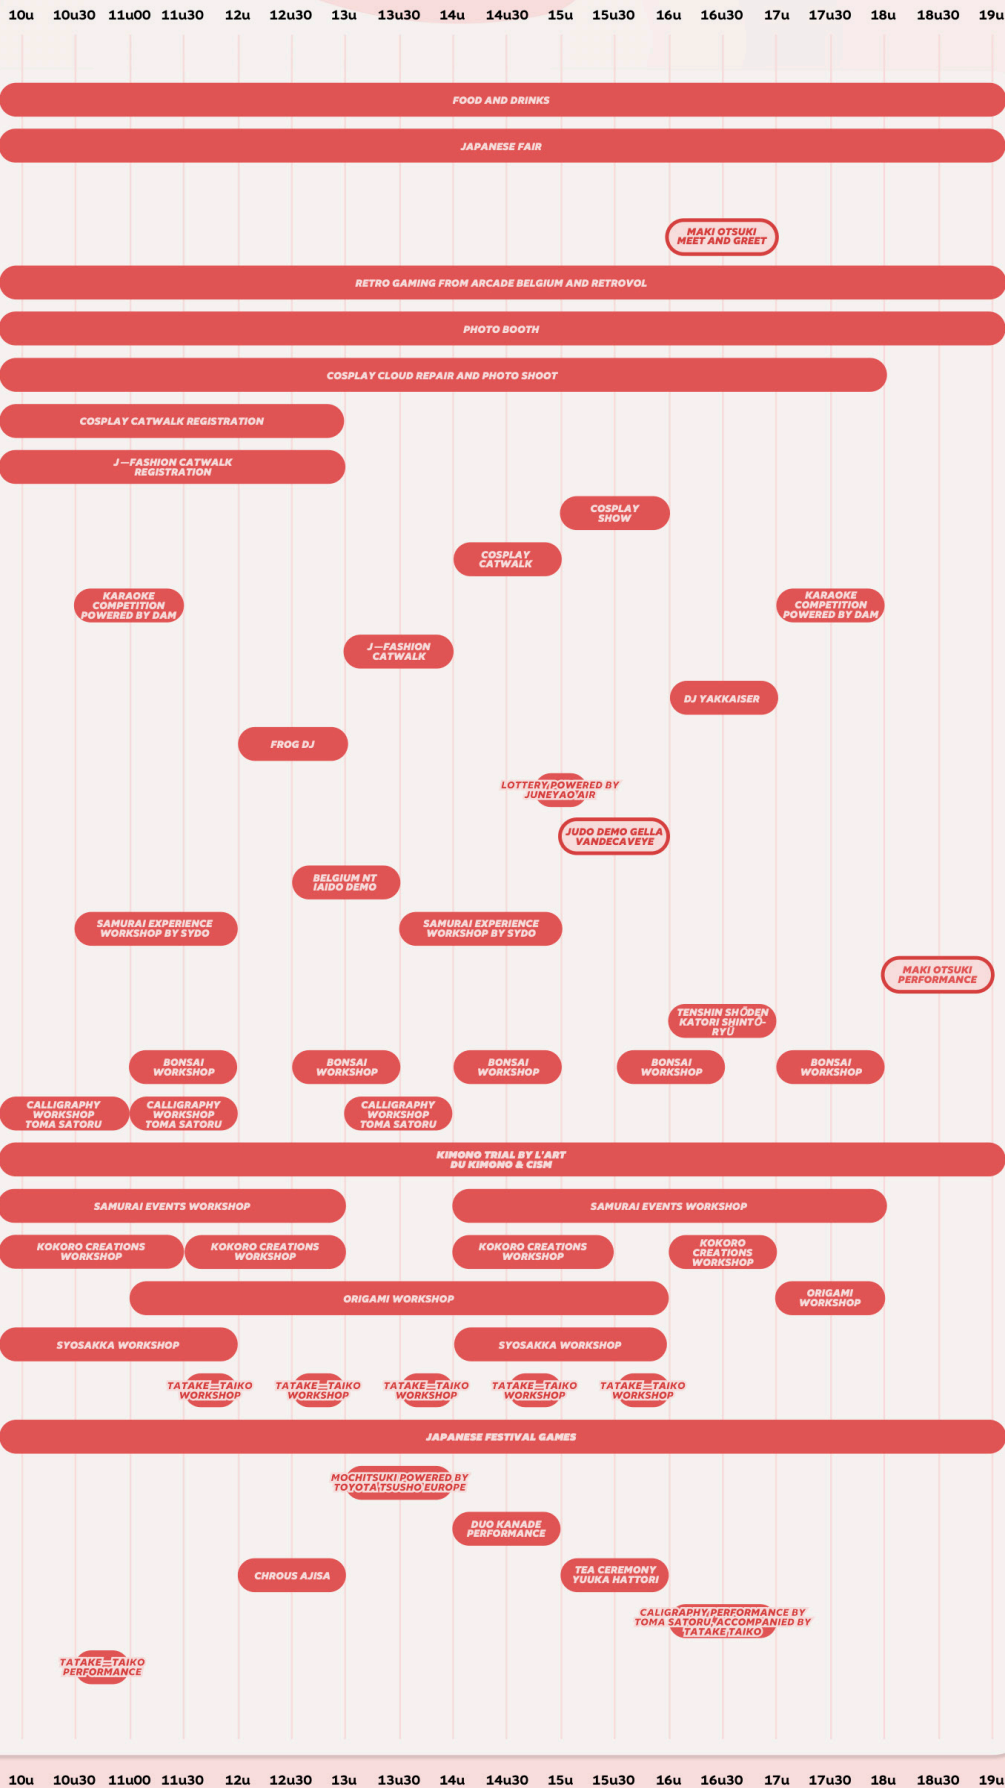 10u 10u30 11u00 11u30 12u 12u30 13u 13u30 14u 14u30 15u 15u30 16u 16u30 17u 17u30 18u 18u30 19u
FOOD AND DRINKS
JAPANESE FAIR
MAKI OTSUKI
MEET AND GREET
RETRO GAMING FROM ARCADE BELGIUM AND RETROVOL
PHOTO BOOTH
COSPLAY CLOUD REPAIR AND PHOTO SHOOT
COSPLAY CATWALK REGISTRATION
J—FASHION CATWALK
REGISTRATION
COSPLAY
SHOW
COSPLAY
CATWALK
KARAOKE
COMPETITION
POWERED BY DAM
KARAOKE
COMPETITION
POWERED BY DAM
J—FASHION
CATWALK
DJ YAKKAISER
FROG DJ
LOTTERY POWERED BY
JUNEYAO AIR
JUDO DEMO GELLA
VANDECAVEYE
BELGIUM NT
IAIDO DEMO
SAMURAI EXPERIENCE
WORKSHOP BY SYDO
SAMURAI EXPERIENCE
WORKSHOP BY SYDO
MAKI OTSUKI
PERFORMANCE
TENSHIN SHŌDEN
KATORI SHINTŌ-
RYŪ
BONSAI
WORKSHOP
BONSAI
WORKSHOP
BONSAI
WORKSHOP
BONSAI
WORKSHOP
BONSAI
WORKSHOP
CALLIGRAPHY
WORKSHOP
TOMA SATORU
CALLIGRAPHY
WORKSHOP
TOMA SATORU
CALLIGRAPHY
WORKSHOP
TOMA SATORU
KIMONO TRIAL BY L'ART
DU KIMONO & CISM
SAMURAI EVENTS WORKSHOP
SAMURAI EVENTS WORKSHOP
KOKORO CREATIONS
WORKSHOP
KOKORO CREATIONS
WORKSHOP
KOKORO CREATIONS
WORKSHOP
KOKORO
CREATIONS
WORKSHOP
ORIGAMI WORKSHOP
ORIGAMI
WORKSHOP
SYOSAKKA WORKSHOP
SYOSAKKA WORKSHOP
TATAKE—TAIKO
WORKSHOP
TATAKE—TAIKO
WORKSHOP
TATAKE—TAIKO
WORKSHOP
TATAKE—TAIKO
WORKSHOP
TATAKE—TAIKO
WORKSHOP
JAPANESE FESTIVAL GAMES
MOCHITSUKI POWERED BY
TOYOTA TSUSHO EUROPE
DUO KANADE
PERFORMANCE
CHROUS AJISA
TEA CEREMONY
YUUKA HATTORI
CALIGRAPHY PERFORMANCE BY
TOMA SATORU, ACCOMPANIED BY
TATAKE TAIKO
TATAKE—TAIKO
PERFORMANCE
10u 10u30 11u00 11u30 12u 12u30 13u 13u30 14u 14u30 15u 15u30 16u 16u30 17u 17u30 18u 18u30 19u